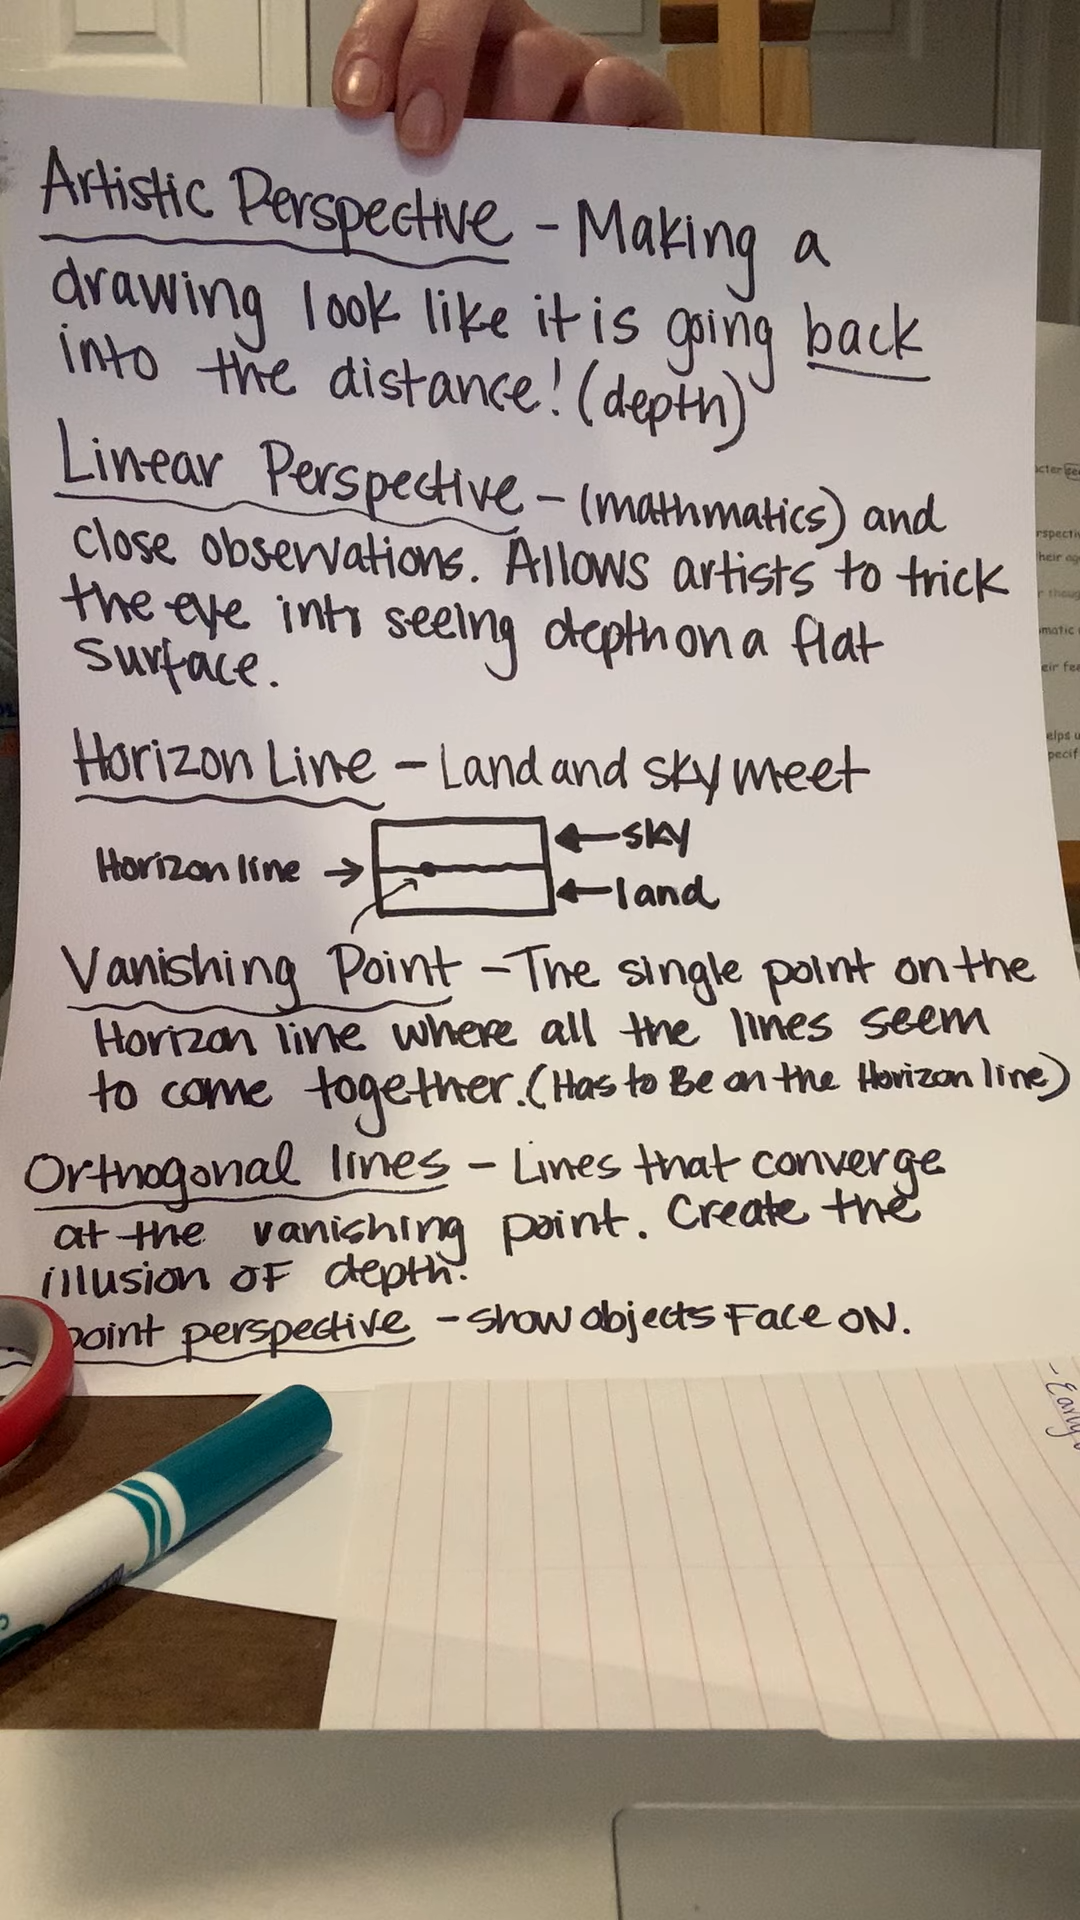 Artistic Perspective - Making a
drawing look like it is going back
into the distance! (depth)
Linear Perspective - (mathmatics) and
close observations. Allows artists to trick
the eye into seeing depth on a flat
surface.
Horizon Line - Land and sky meet
Horizon line → ← sky
← land
Vanishing Point - The single point on the
Horizon line where all the lines seem
to come together. (Has to Be on the Horizon line)
Orthogonal lines - Lines that converge
at the vanishing point. Create the
illusion OF depth.
point perspective - show objects Face ON.
- Early